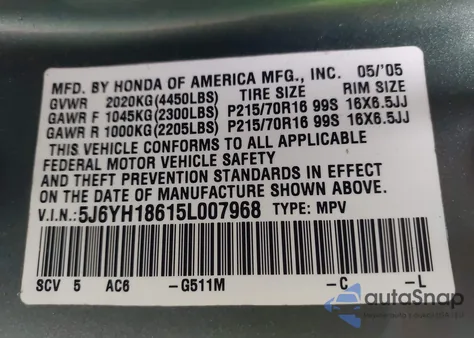 MFD. BY HONDA OF AMERICA MFG., INC. 05/'05
GVWR 2020KG(4450LBS) TIRE SIZE RIM SIZE
GAWR F 1045KG(2300LBS) P215/70R16 99S 16X6.5JJ
GAWR R 1000KG(2205LBS) P215/70R16 99S 16X6.5JJ
THIS VEHICLE CONFORMS TO ALL APPLICABLE
FEDERAL MOTOR VEHICLE SAFETY
AND THEFT PREVENTION STANDARDS IN EFFECT
ON THE DATE OF MANUFACTURE SHOWN ABOVE.
V.I.N.:5J6YH18615L007968 TYPE: MPV
SCV 5 AC6 -G511M -C -L
autoSnap